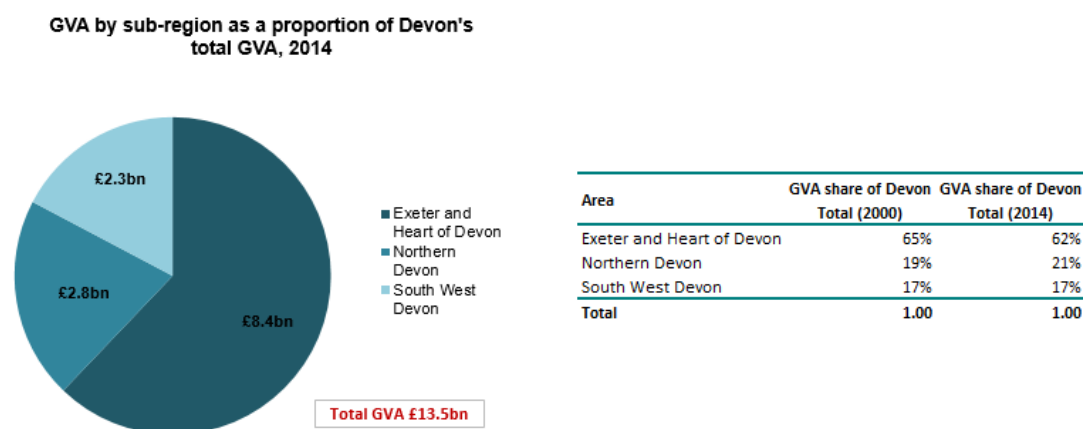 GVA by sub-region as a proportion of Devon's
total GVA, 2014
£2.3bn
£2.8bn
£8.4bn
Exeter and
Heart of Devon
Northern
Devon
South West
Devon
Total GVA £13.5bn
Area GVA share of Devon GVA share of Devon
Total (2000) Total (2014)
Exeter and Heart of Devon 65% 62%
Northern Devon 19% 21%
South West Devon 17% 17%
Total 1.00 1.00